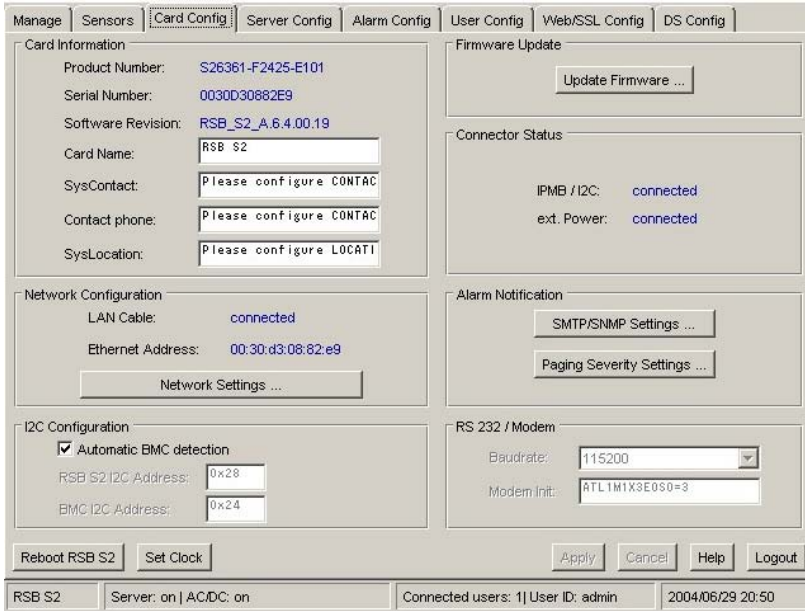 Manage Sensors Card Config Server Config Alarm Config User Config Web/SSL Config DS Config
Card Information
Product Number: S26361-F2425-E101
Serial Number: 0030D30882E9
Software Revision: RSB_S2_A.6.4.00.19
Card Name: RSB S2
SysContact: Please configure CONTAC
Contact phone: Please configure CONTAC
SysLocation: Please configure LOCATI
Firmware Update
Update Firmware ...
Connector Status
IPMB / I2C: connected
ext. Power: connected
Network Configuration
LAN Cable: connected
Ethernet Address: 00:30:d3:08:82:e9
Network Settings ...
Alarm Notification
SMTP/SNMP Settings ...
Paging Severity Settings ...
I2C Configuration
Automatic BMC detection
RSB S2 I2C Address: 0x28
BMC I2C Address: 0x24
RS 232 / Modem
Baudrate: 115200
Modem Init: ATL1M1X3E0S0=3
Reboot RSB S2 Set Clock Apply Cancel Help Logout
RSB S2 Server: on | AC/DC: on Connected users: 1| User ID: admin 2004/06/29 20:50